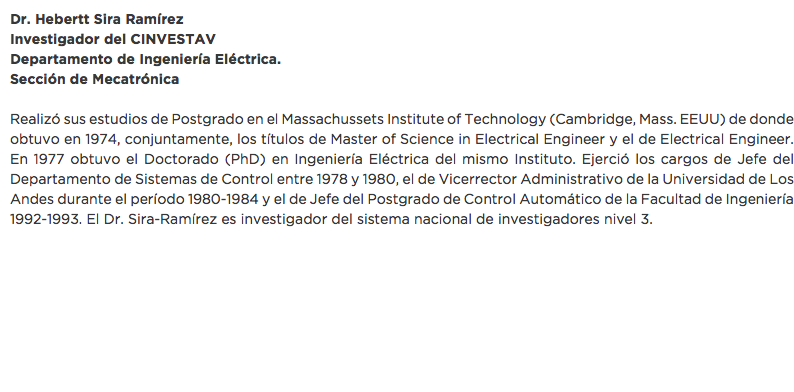 Dr. Hebertt Sira Ramírez
Investigador del CINVESTAV
Departamento de Ingeniería Eléctrica.
Sección de Mecatrónica
Realizó sus estudios de Postgrado en el Massachussets Institute of Technology (Cambridge, Mass. EEUU) de donde
obtuvo en 1974, conjuntamente, los títulos de Master of Science in Electrical Engineer y el de Electrical Engineer.
En 1977 obtuvo el Doctorado (PhD) en Ingeniería Eléctrica del mismo Instituto. Ejerció los cargos de Jefe del
Departamento de Sistemas de Control entre 1978 y 1980, el de Vicerrector Administrativo de la Universidad de Los
Andes durante el período 1980-1984 y el de Jefe del Postgrado de Control Automático de la Facultad de Ingeniería
1992-1993. El Dr. Sira-Ramírez es investigador del sistema nacional de investigadores nivel 3.